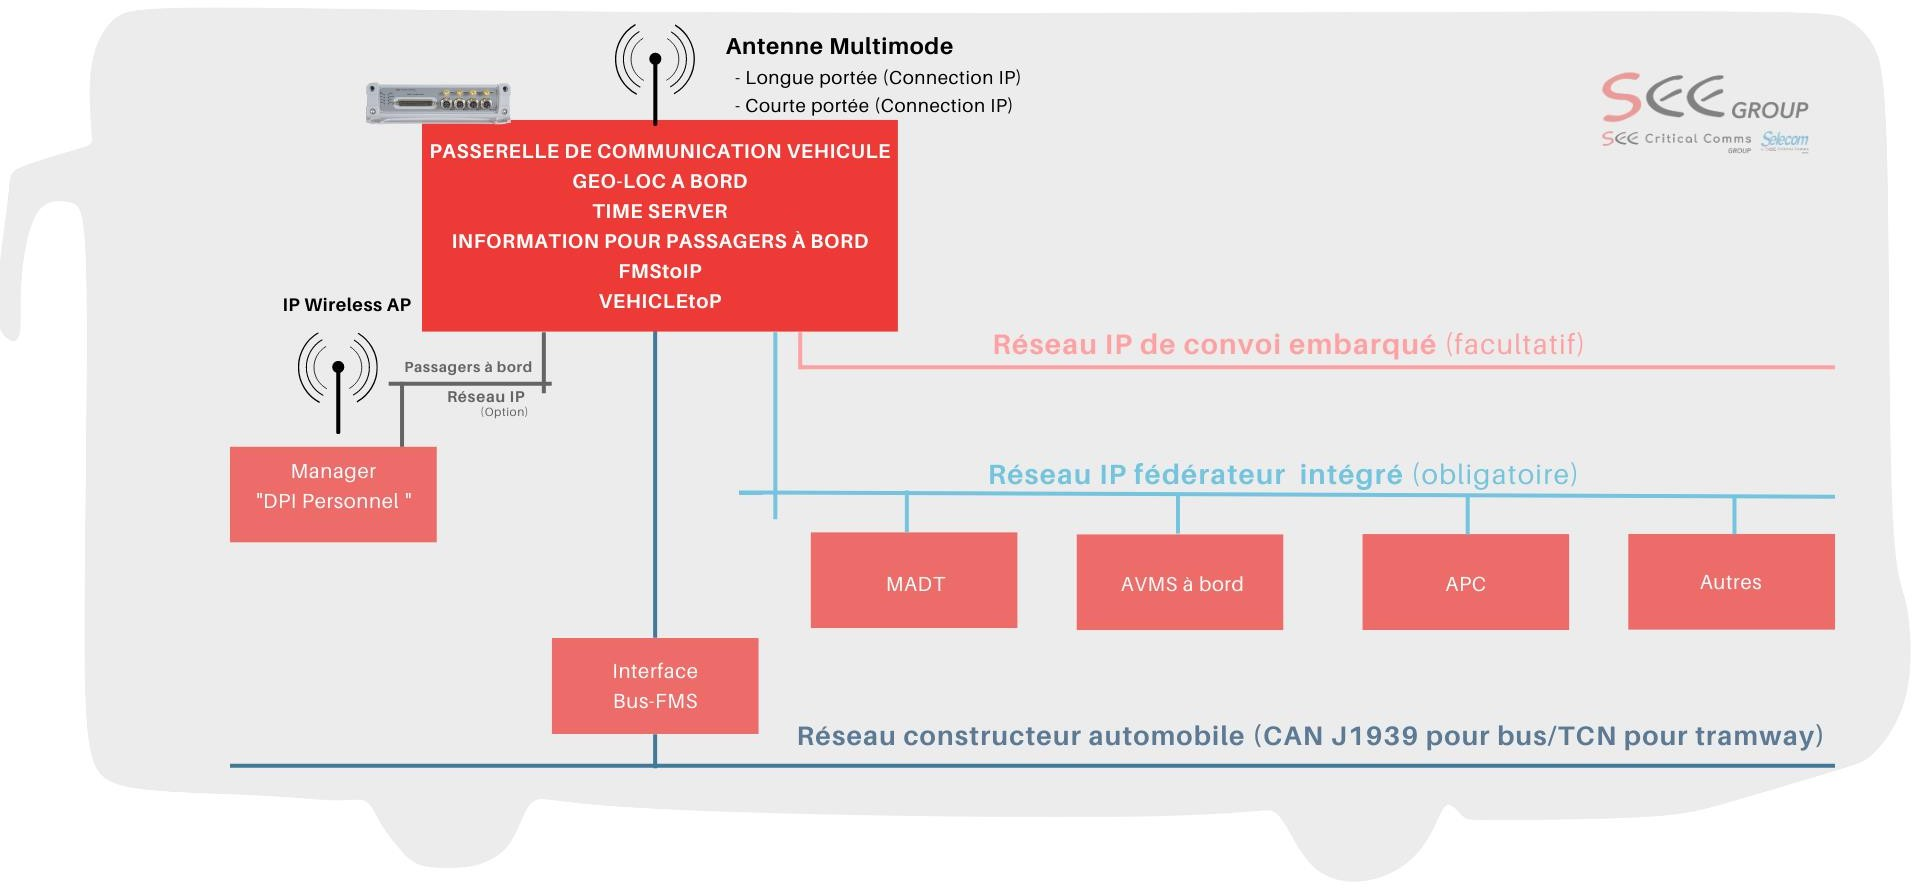 Antenne Multimode
- Longue portée (Connection IP)
- Courte portée (Connection IP)
SEE GROUP
SEE Critical Comms
GROUP
Selecom
PASSERELLE DE COMMUNICATION VEHICULE
GEO-LOC A BORD
TIME SERVER
INFORMATION POUR PASSAGERS À BORD
FMStoIP
VEHICLEtoP
IP Wireless AP
Passagers à bord
Réseau IP
(Option)
Manager
"DPI Personnel "
Réseau IP de convoi embarqué (facultatif)
Réseau IP fédérateur intégré (obligatoire)
MADT
AVMS à bord
APC
Autres
Interface
Bus-FMS
Réseau constructeur automobile (CAN J1939 pour bus/TCN pour tramway)